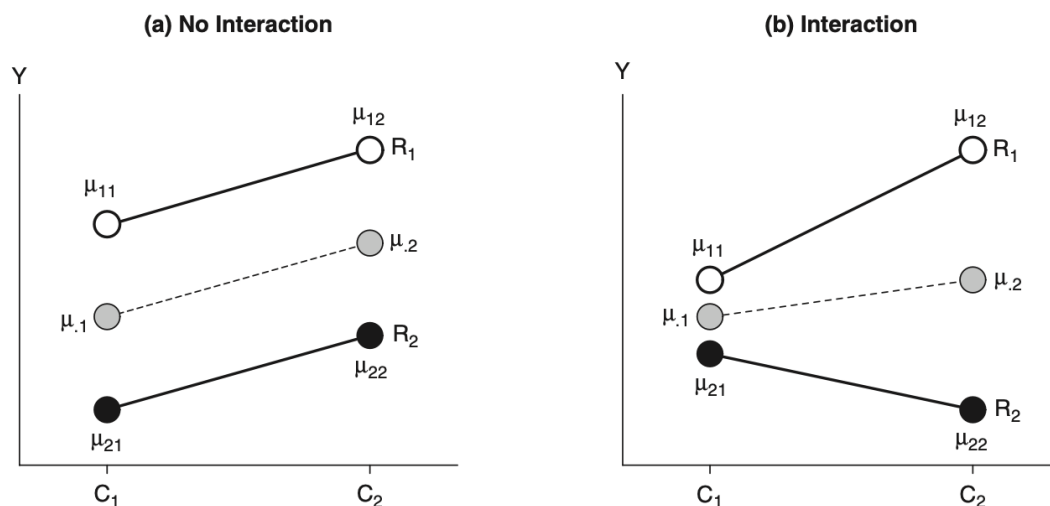 (a) No Interaction
Y
μ12
R1
μ11
μ.2
μ.1
R2
μ22
μ21
C1
C2
(b) Interaction
Y
μ12
R1
μ11
μ.2
μ.1
μ21
R2
μ22
C1
C2